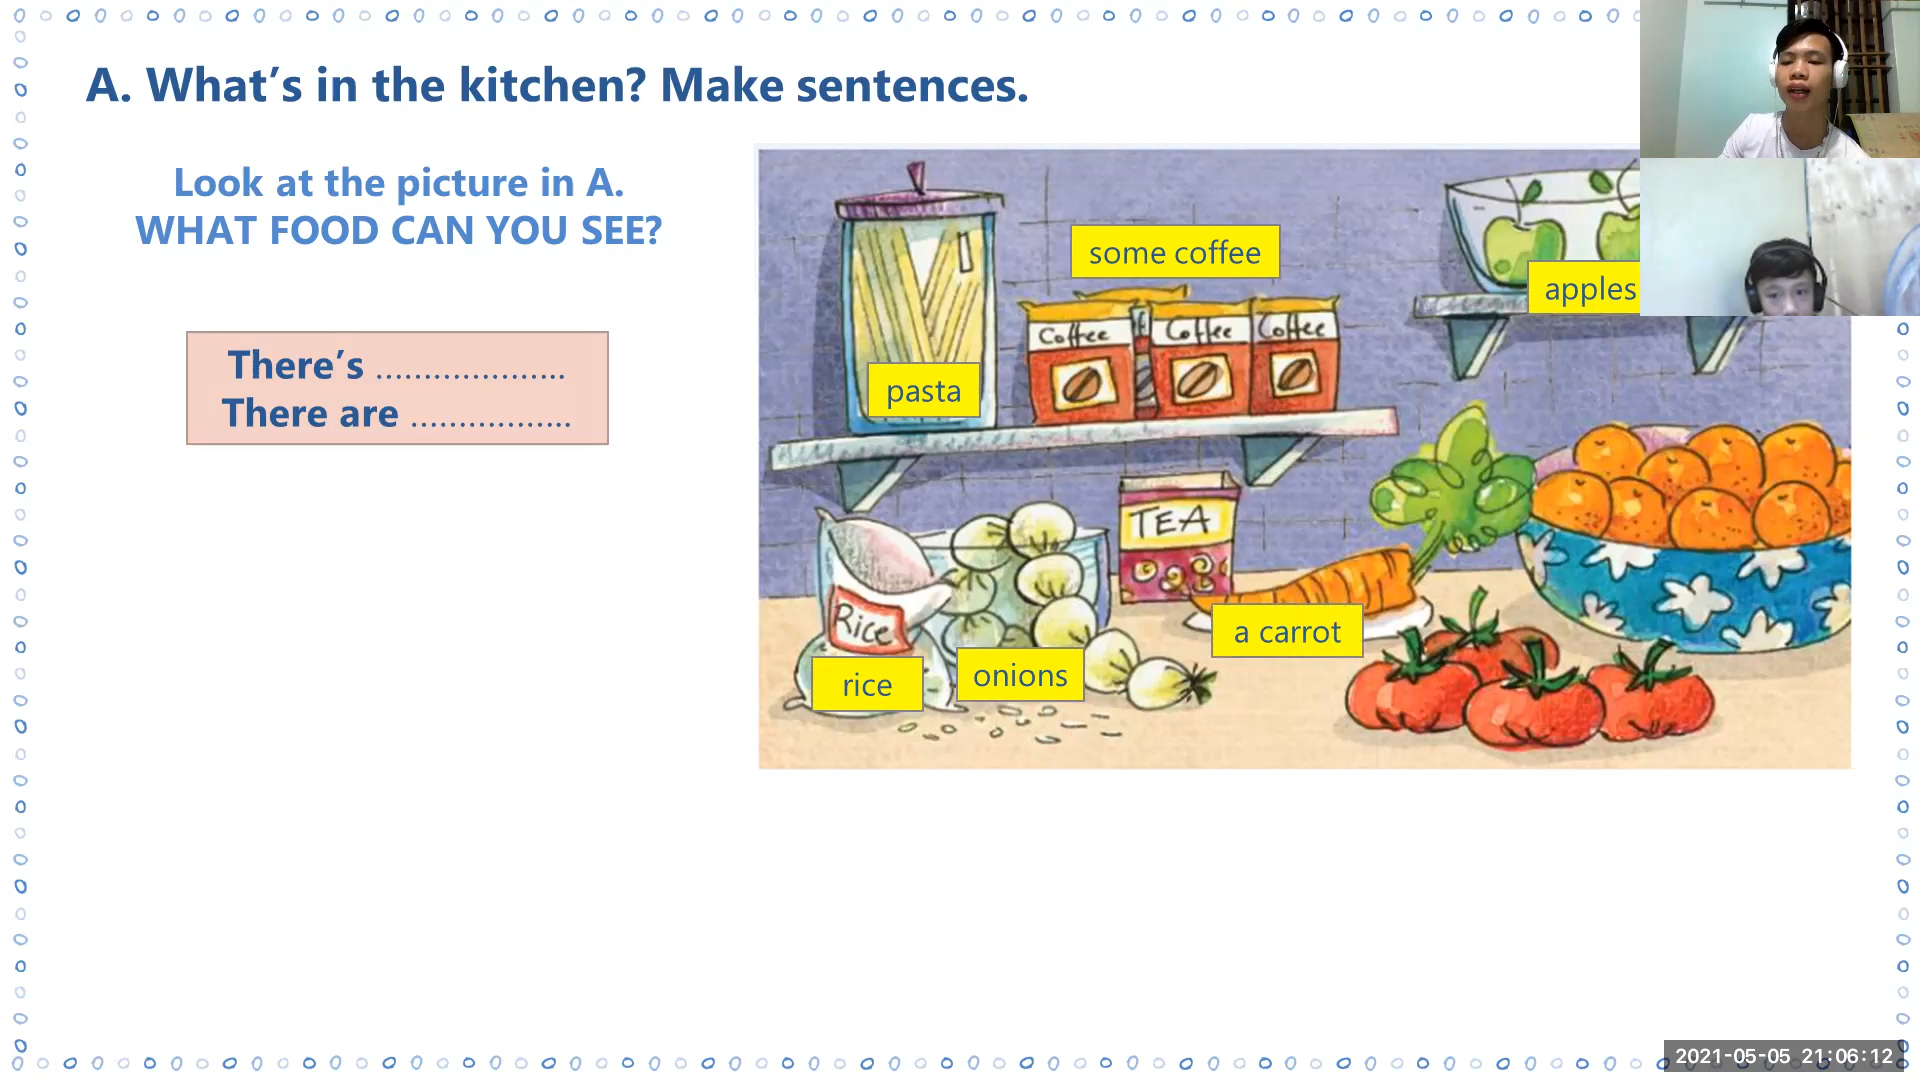 A. What's in the kitchen? Make sentences.
Look at the picture in A.
WHAT FOOD CAN YOU SEE?
There's ....................
There are .................
some coffee
apples
Coffee
Coffee
Coffee
pasta
TEA
Rice
a carrot
rice
onions
2021-05-05 21:06:12